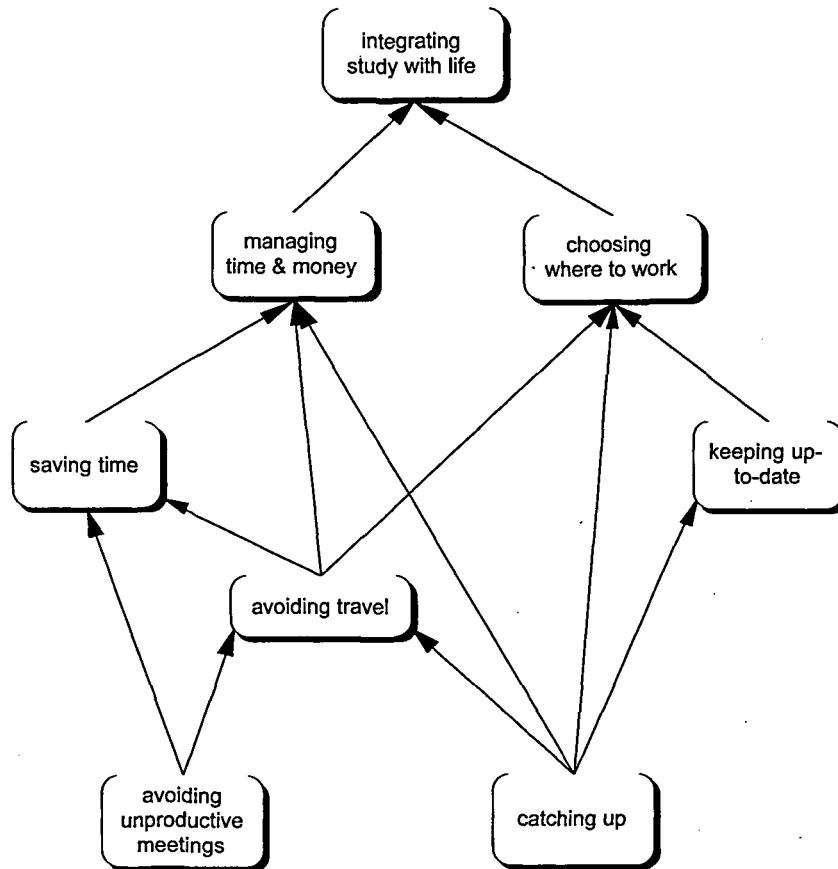 integrating
study with life
managing
time & money
choosing
where to work
saving time
keeping up-
to-date
avoiding travel
avoiding
unproductive
meetings
catching up